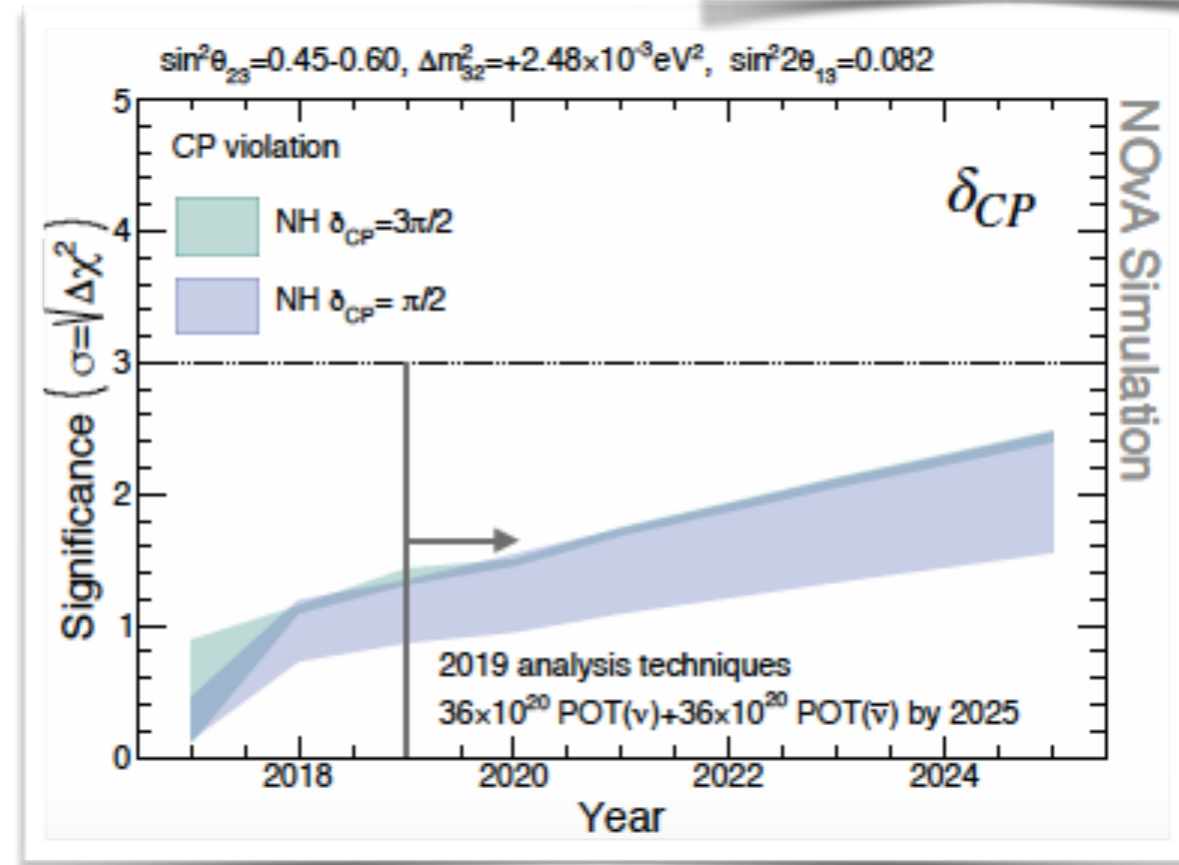 sin²θ₂₃=0.45-0.60, Δm²₃₂=+2.48×10⁻³eV², sin²2θ₁₃=0.082
5
CP violation
δCP
NH δCP=3π/2
4
NH δCP= π/2
3
2
1
2019 analysis techniques
36×10²⁰ POT(ν)+36×10²⁰ POT(ν̅) by 2025
0
2018 2020 2022 2024
Year
Significance ( σ=√Δχ² )
NOvA Simulation